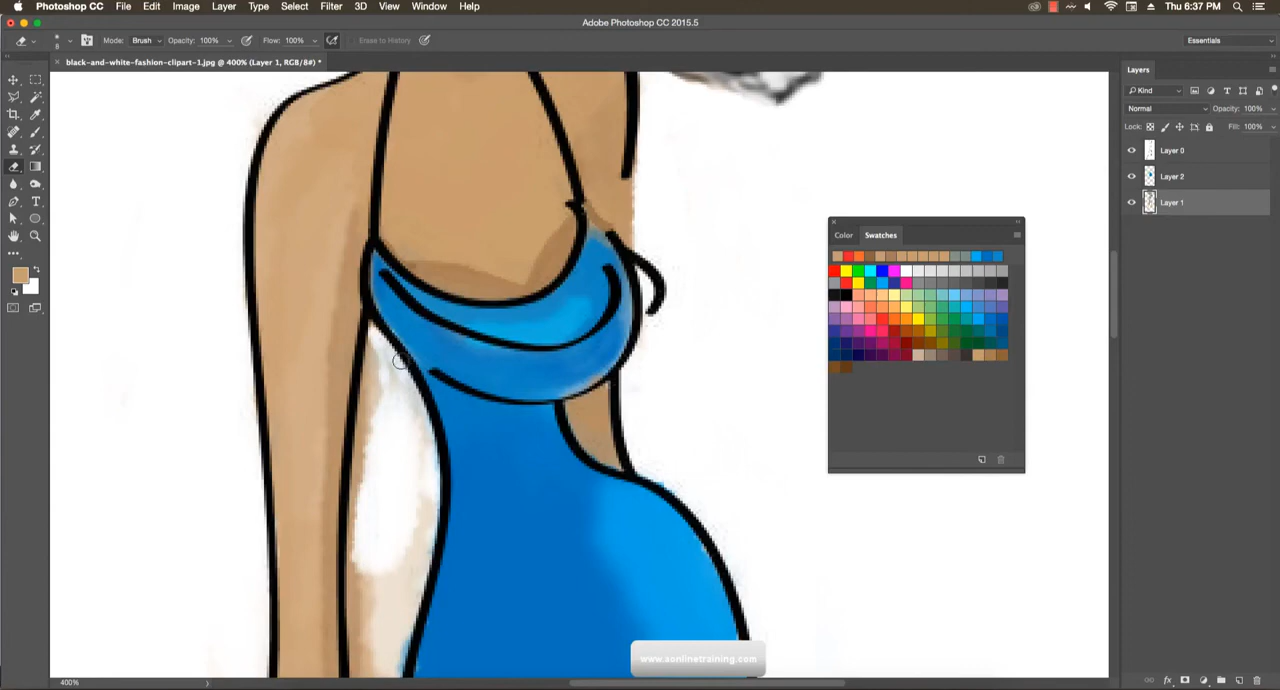 Photoshop CC File Edit Image Layer Type Select Filter 3D View Window Help Thu 6:37 PM
Adobe Photoshop CC 2015.5
8 Mode: Brush Opacity: 100% Flow: 100% Erase to History Essentials
× black-and-white-fashion-clipart-1.jpg @ 400% (Layer 1, RGB/8#) *
Layers
Kind
Normal Opacity: 100%
Lock: Fill: 100%
Layer 0
Layer 2
Layer 1
Color Swatches
www.aonlinetraining.com
400%